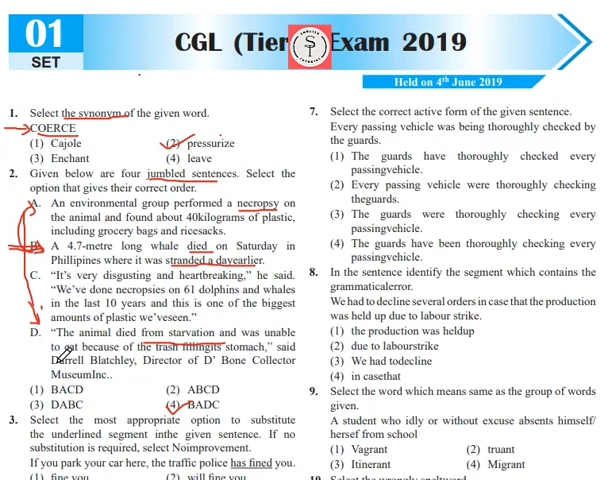 01
SET
CGL (Tier Exam 2019
Held on 4th June 2019
1. Select the synonym of the given word.
COERCE
(1) Cajole (2) pressurize
(3) Enchant (4) leave
2. Given below are four jumbled sentences. Select the option that gives their correct order.
A. An environmental group performed a necropsy on
the animal and found about 40kilograms of plastic,
including grocery bags and ricesacks.
B. A 4.7-metre long whale died on Saturday in
Phillipines where it was stranded a dayearlier.
C. “It’s very disgusting and heartbreaking,” he said.
“We’ve done necropsies on 61 dolphins and whales
in the last 10 years and this is one of the biggest
amounts of plastic we’veseen.”
D. “The animal died from starvation and was unable
to eat because of the trash fillingits stomach,” said
Darrell Blatchley, Director of D’ Bone Collector
MuseumInc..
(1) BACD (2) ABCD
(3) DABC (4) BADC
3. Select the most appropriate option to substitute
the underlined segment inthe given sentence. If no
substitution is required, select Noimprovement.
If you park your car here, the traffic police has fined you.
(1) fine you (2) will fine you
7. Select the correct active form of the given sentence.
Every passing vehicle was being thoroughly checked by
the guards.
(1) The guards have thoroughly checked every
passingvehicle.
(2) Every passing vehicle were thoroughly checking
theguards.
(3) The guards were thoroughly checking every
passingvehicle.
(4) The guards have been thoroughly checking every
passingvehicle.
8. In the sentence identify the segment which contains the
grammaticalerror.
We had to decline several orders in case that the production
was held up due to labour strike.
(1) the production was heldup
(2) due to labourstrike
(3) We had todecline
(4) in casethat
9. Select the word which means same as the group of words
given.
A student who idly or without excuse absents himself/
hersef from school
(1) Vagrant (2) truant
(3) Itinerant (4) Migrant
10. Select the wrongly speltword.